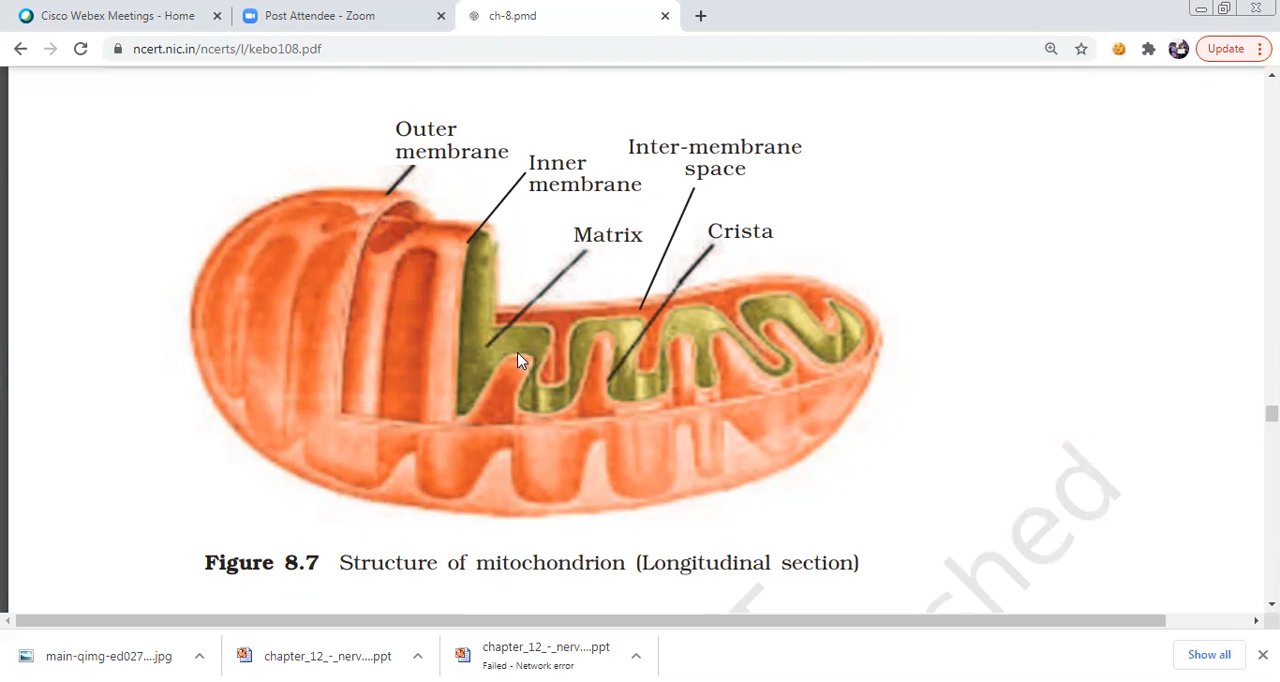 Cisco Webex Meetings - Home
Post Attendee - Zoom
ch-8.pmd
ncert.nic.in/ncerts/l/kebo108.pdf
Update
Outer
membrane
Inner
membrane
Inter-membrane
space
Matrix
Crista
Figure 8.7 Structure of mitochondrion (Longitudinal section)
shed
main-qimg-ed027....jpg
chapter_12_-_nerv....ppt
chapter_12_-_nerv....ppt
Failed - Network error
Show all